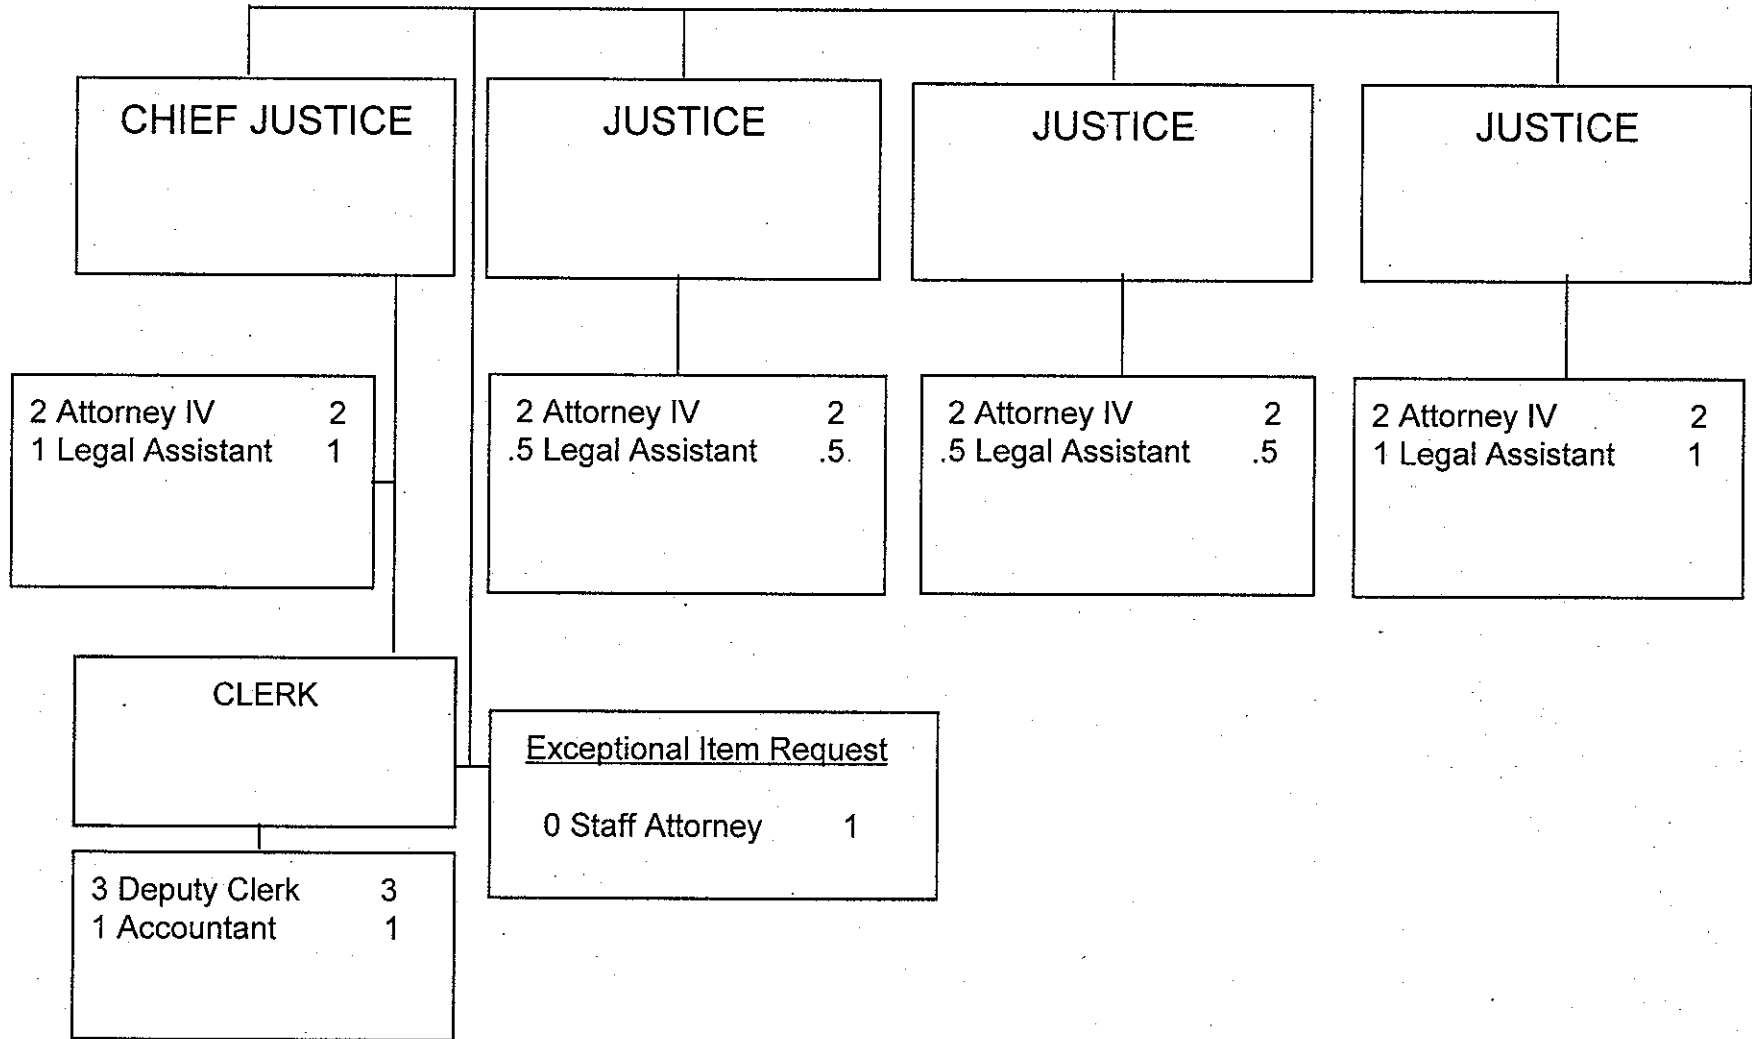 CHIEF JUSTICE
JUSTICE
JUSTICE
JUSTICE
2 Attorney IV 2
1 Legal Assistant 1
2 Attorney IV 2
.5 Legal Assistant .5
2 Attorney IV 2
.5 Legal Assistant .5
2 Attorney IV 2
1 Legal Assistant 1
CLERK
Exceptional Item Request
0 Staff Attorney 1
3 Deputy Clerk 3
1 Accountant 1